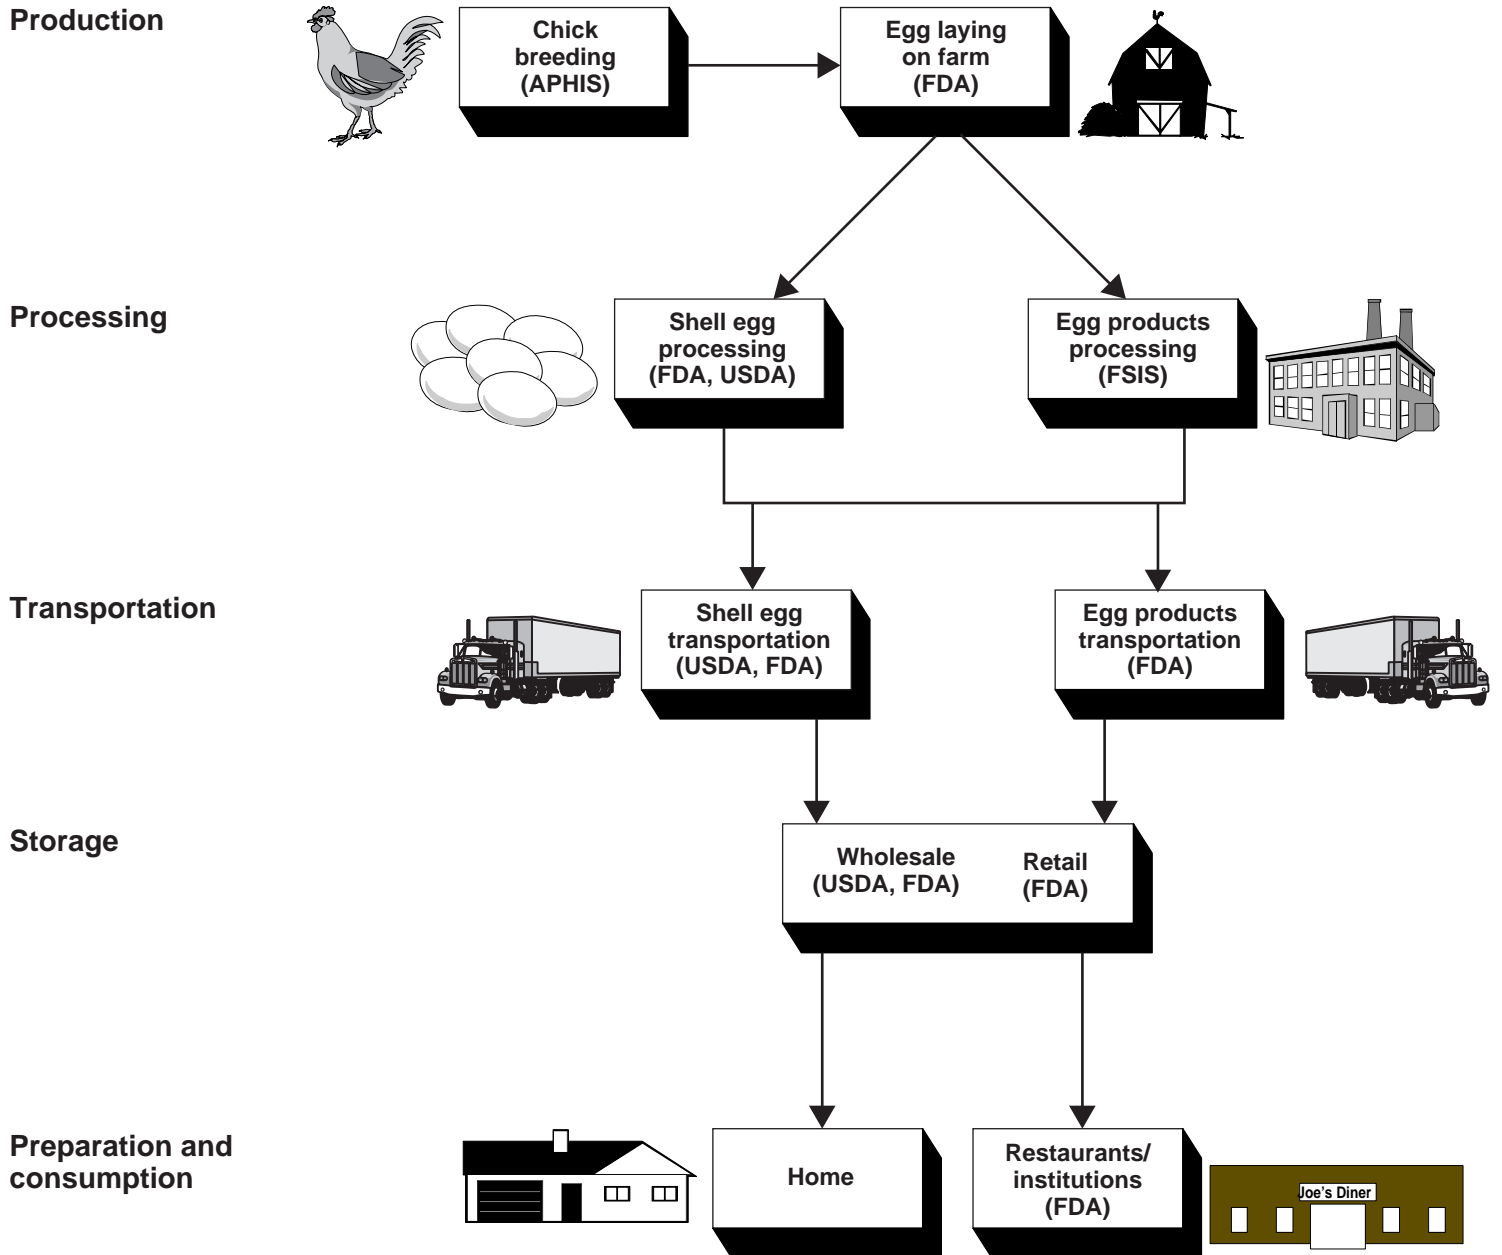 Production
Chick
breeding
(APHIS)
Egg laying
on farm
(FDA)
Processing
Shell egg
processing
(FDA, USDA)
Egg products
processing
(FSIS)
Transportation
Shell egg
transportation
(USDA, FDA)
Egg products
transportation
(FDA)
Storage
Wholesale
(USDA, FDA)
Retail
(FDA)
Preparation and
consumption
Home
Restaurants/
institutions
(FDA)
Joe's Diner